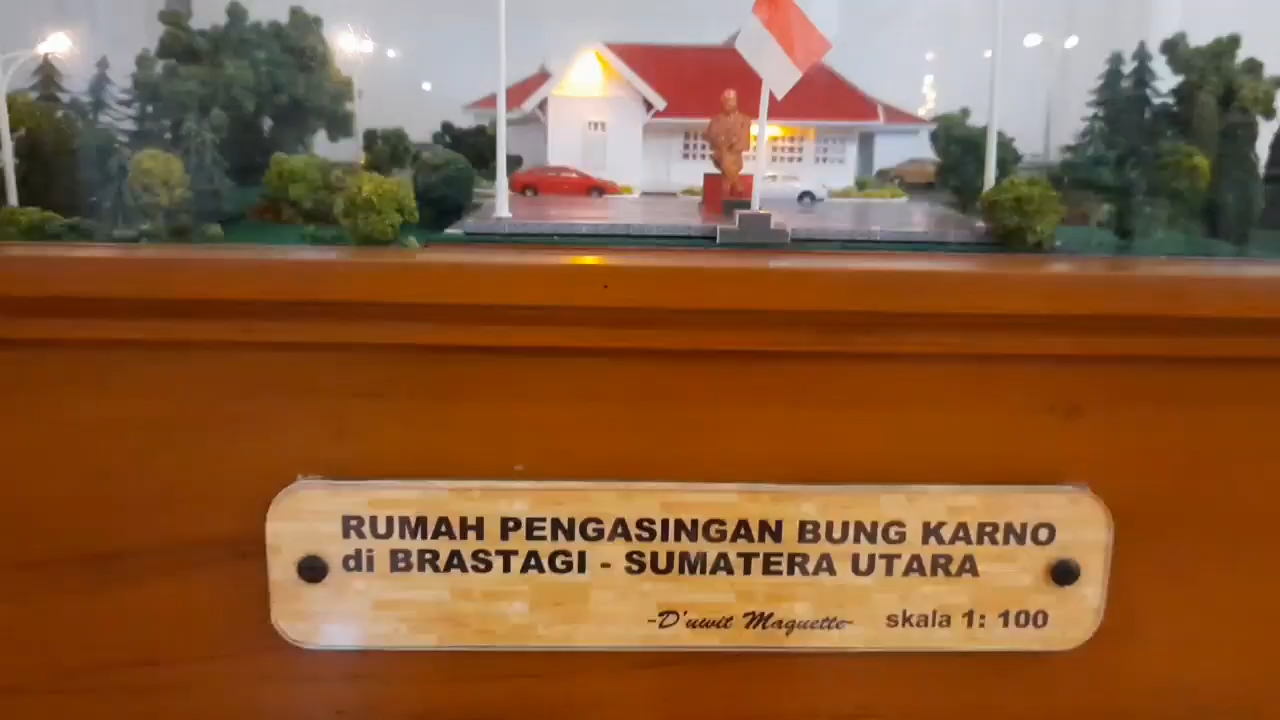 RUMAH PENGASINGAN BUNG KARNO
di BRASTAGI - SUMATERA UTARA
-D'uwit Maquette- skala 1: 100